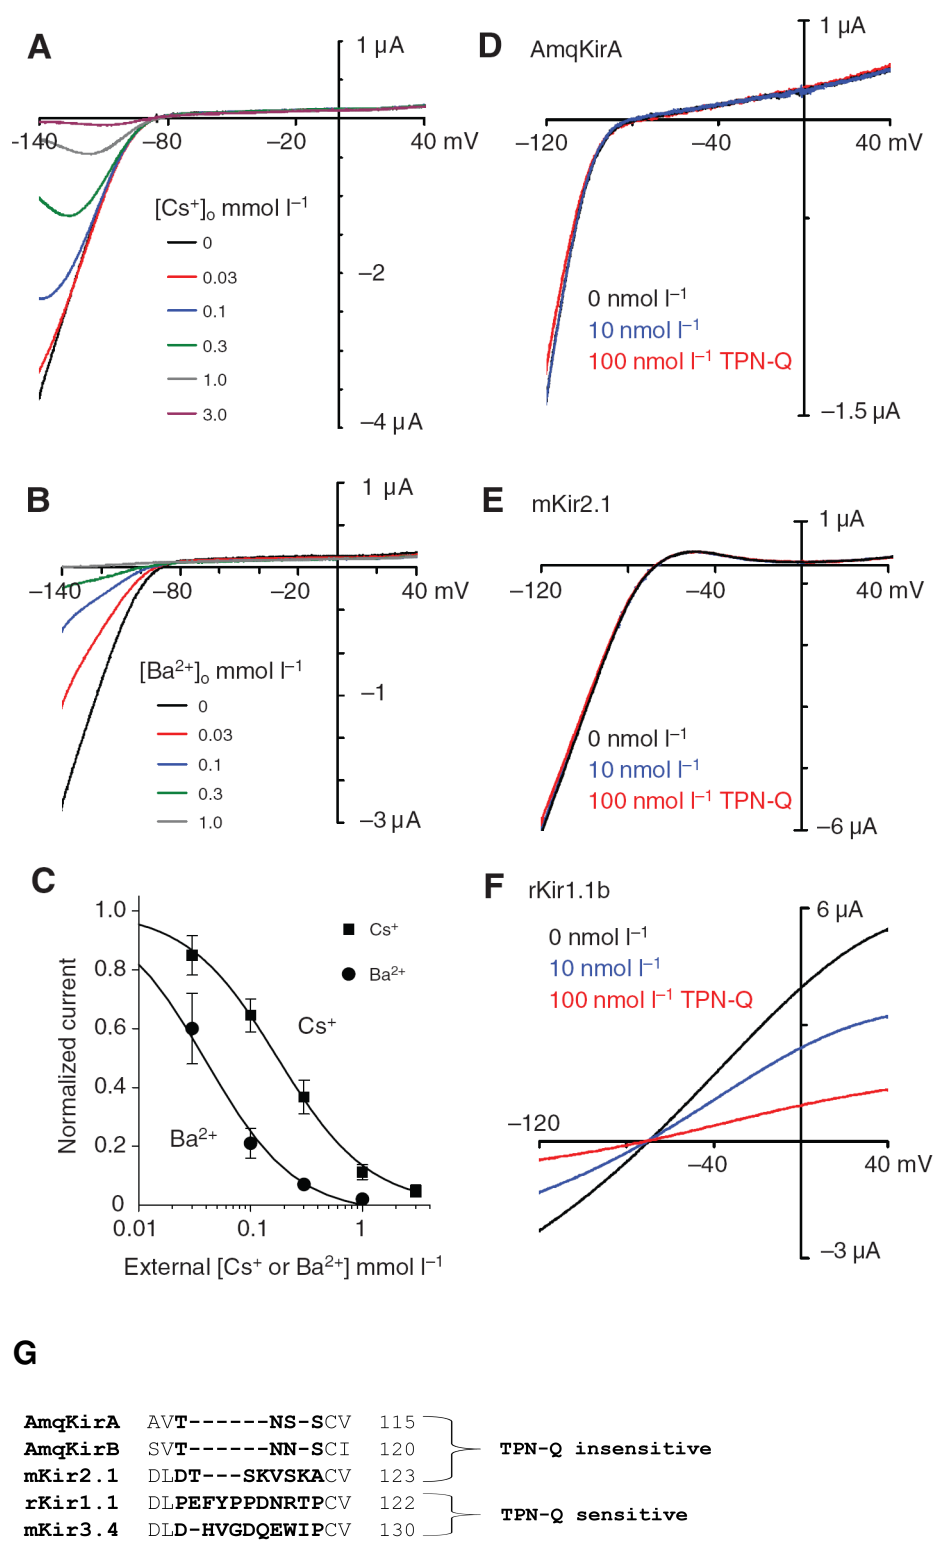 A
1 µA
-140
−80
−20
40 mV
[Cs+]o mmol l−1
0
0.03
0.1
0.3
1.0
3.0
−2
−4 µA
B
1 µA
−140
−80
−20
40 mV
[Ba2+]o mmol l−1
0
0.03
0.1
0.3
1.0
−1
−3 µA
C
Normalized current
1.0
0.8
0.6
0.4
0.2
0
0.01
0.1
1
Cs+
Ba2+
Cs+
Ba2+
External [Cs+ or Ba2+] mmol l−1
D
AmqKirA
1 µA
−120
−40
40 mV
0 nmol l−1
10 nmol l−1
100 nmol l−1 TPN-Q
−1.5 µA
E
mKir2.1
1 µA
−120
−40
40 mV
0 nmol l−1
10 nmol l−1
100 nmol l−1 TPN-Q
−6 µA
F
rKir1.1b
6 µA
0 nmol l−1
10 nmol l−1
100 nmol l−1 TPN-Q
−120
−40
40 mV
−3 µA
G
AmqKirA AVT------NS-SCV 115
AmqKirB SVT------NN-SCI 120
TPN-Q insensitive
mKir2.1 DLDT---SKVSKACV 123
rKir1.1 DLPEFYPPDNRTPCV 122
TPN-Q sensitive
mKir3.4 DLD-HVGDQEWIPCV 130